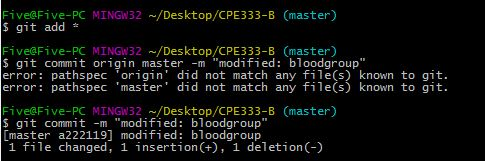 Five@Five-PC MINGW32 ~/Desktop/CPE333-B (master)
$ git add *
Five@Five-PC MINGW32 ~/Desktop/CPE333-B (master)
$ git commit origin master -m "modified: bloodgroup"
error: pathspec 'origin' did not match any file(s) known to git.
error: pathspec 'master' did not match any file(s) known to git.
Five@Five-PC MINGW32 ~/Desktop/CPE333-B (master)
$ git commit -m "modified: bloodgroup"
[master a222119] modified: bloodgroup
1 file changed, 1 insertion(+), 1 deletion(-)